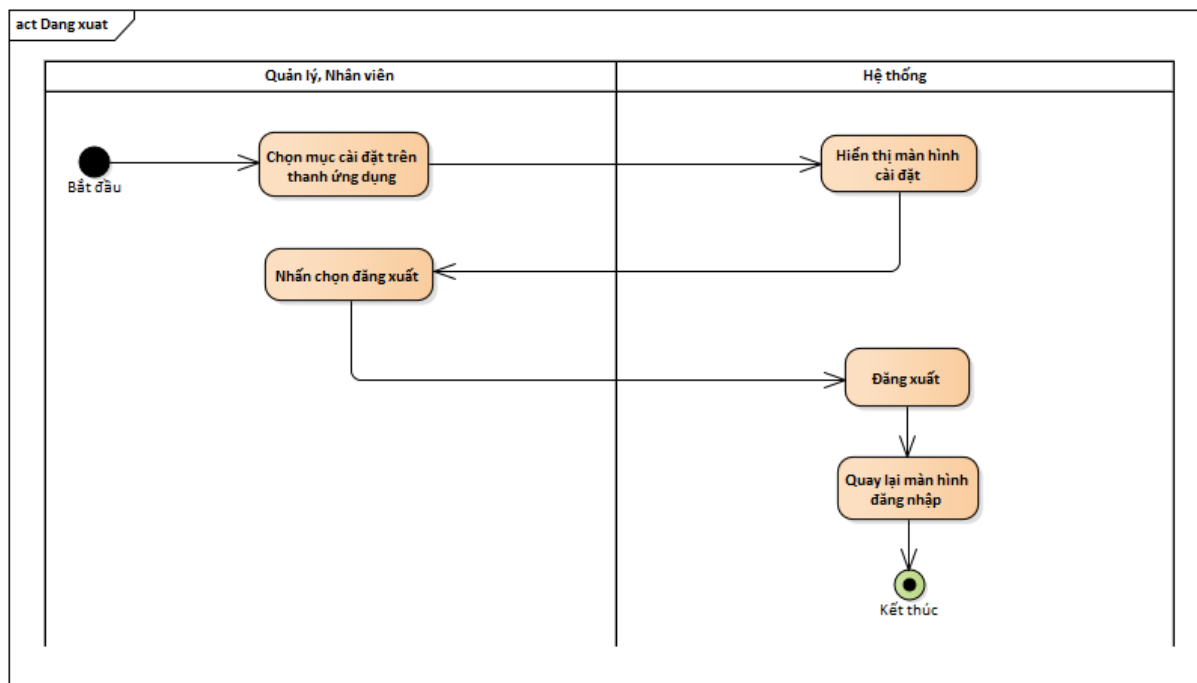 act Dang xuat
Quản lý, Nhân viên
Hệ thống
Bắt đầu
Chọn mục cài đặt trên
thanh ứng dụng
Hiển thị màn hình
cài đặt
Nhấn chọn đăng xuất
Đăng xuất
Quay lại màn hình
đăng nhập
Kết thúc